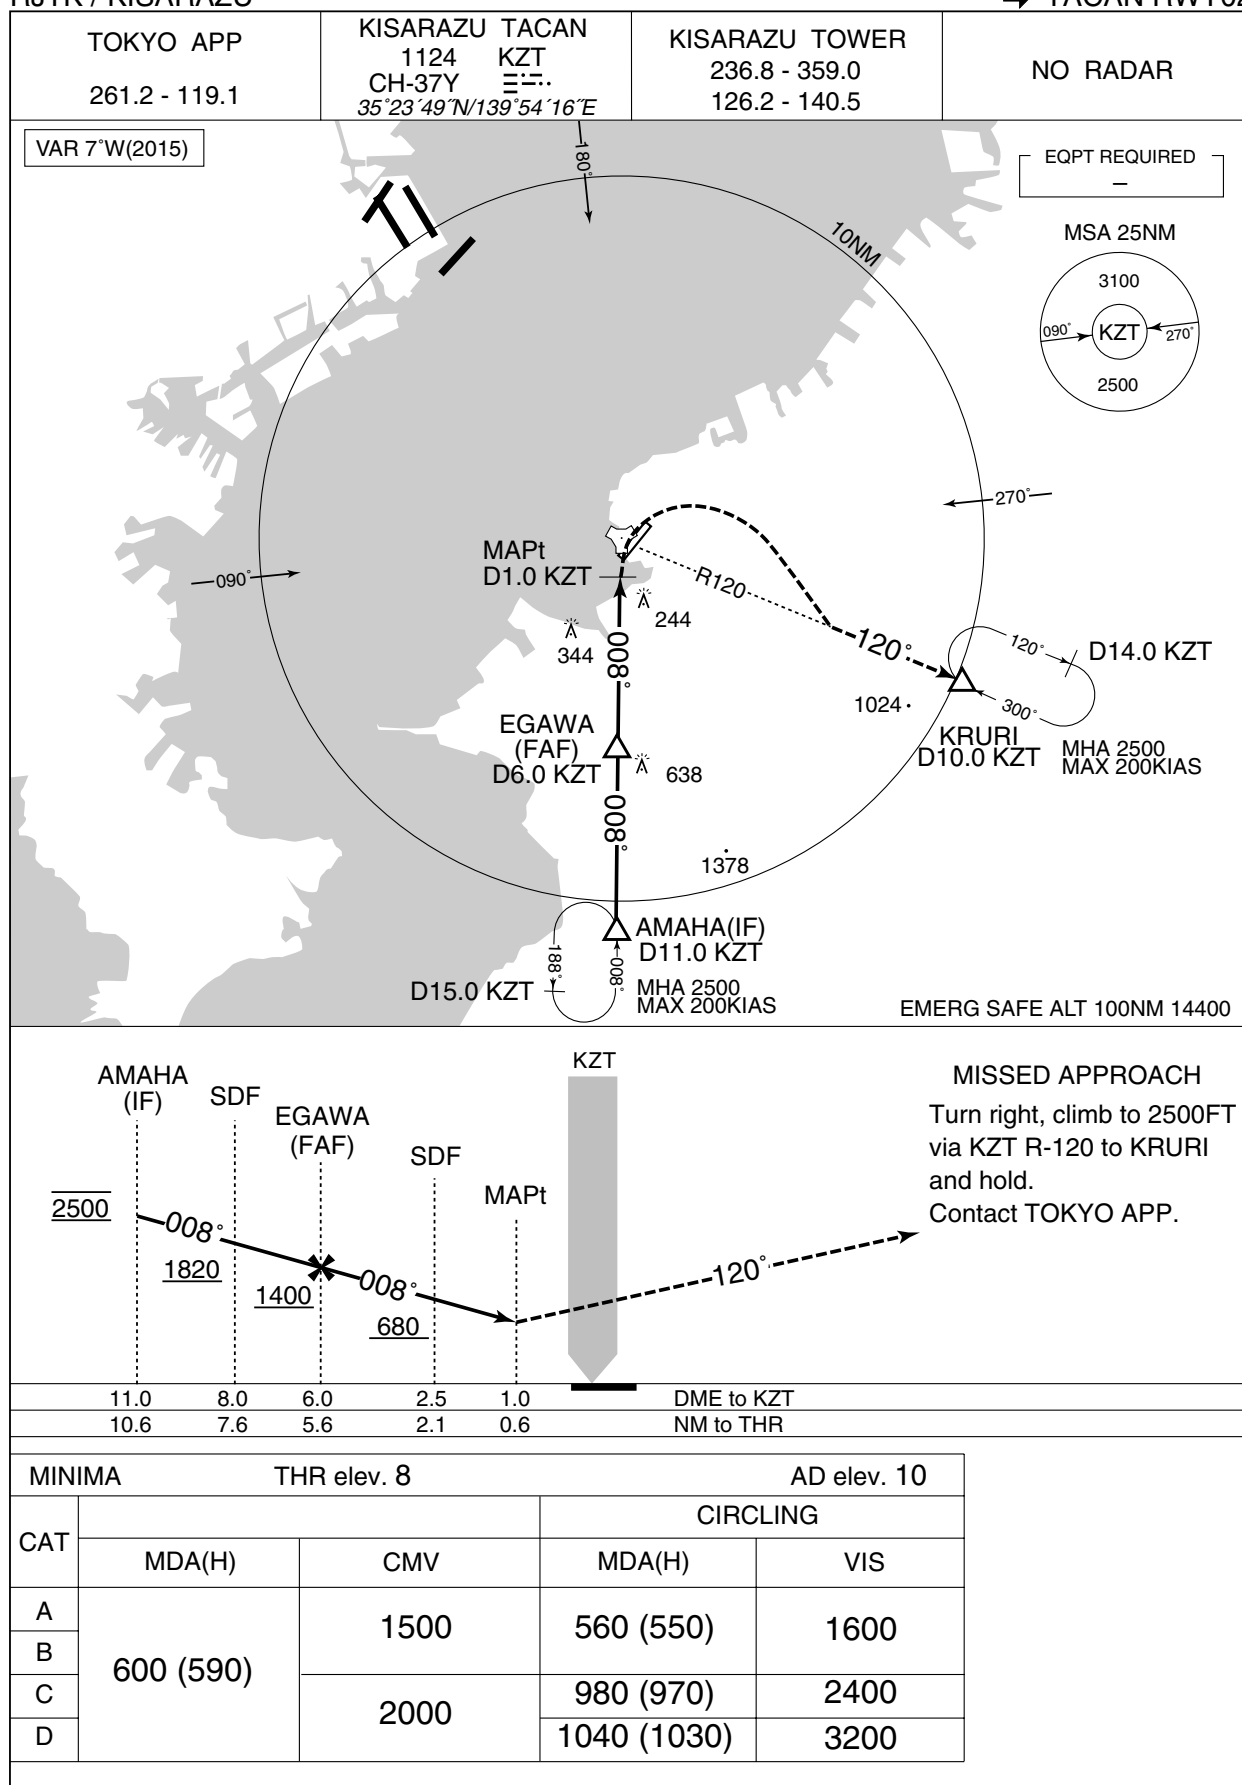 TOKYO APP
261.2 - 119.1
KISARAZU TACAN
1124 KZT
CH-37Y
35°23´49˝N/139°54´16˝E
KISARAZU TOWER
236.8 - 359.0
126.2 - 140.5
NO RADAR
VAR 7°W(2015)
EQPT REQUIRED
–
MSA 25NM
3100
090°
KZT
270°
2500
180°
10NM
270°
090°
MAPt
D1.0 KZT
R120
244
344
008°
120°
120°
D14.0 KZT
300°
1024
KRURI
D10.0 KZT
MHA 2500
MAX 200KIAS
EGAWA
(FAF)
D6.0 KZT
638
008°
1378
AMAHA(IF)
D11.0 KZT
188°
008°
D15.0 KZT
MHA 2500
MAX 200KIAS
EMERG SAFE ALT 100NM 14400
AMAHA
(IF)
SDF
EGAWA
(FAF)
SDF
MAPt
KZT
MISSED APPROACH
Turn right, climb to 2500FT
via KZT R-120 to KRURI
and hold.
Contact TOKYO APP.
2500
008°
1820
1400
008°
680
120°
11.0 8.0 6.0 2.5 1.0 DME to KZT
10.6 7.6 5.6 2.1 0.6 NM to THR
MINIMA THR elev. 8 AD elev. 10
CAT
CIRCLING
MDA(H) CMV MDA(H) VIS
A
B
C
D
600 (590)
1500
2000
560 (550) 1600
980 (970) 2400
1040 (1030) 3200